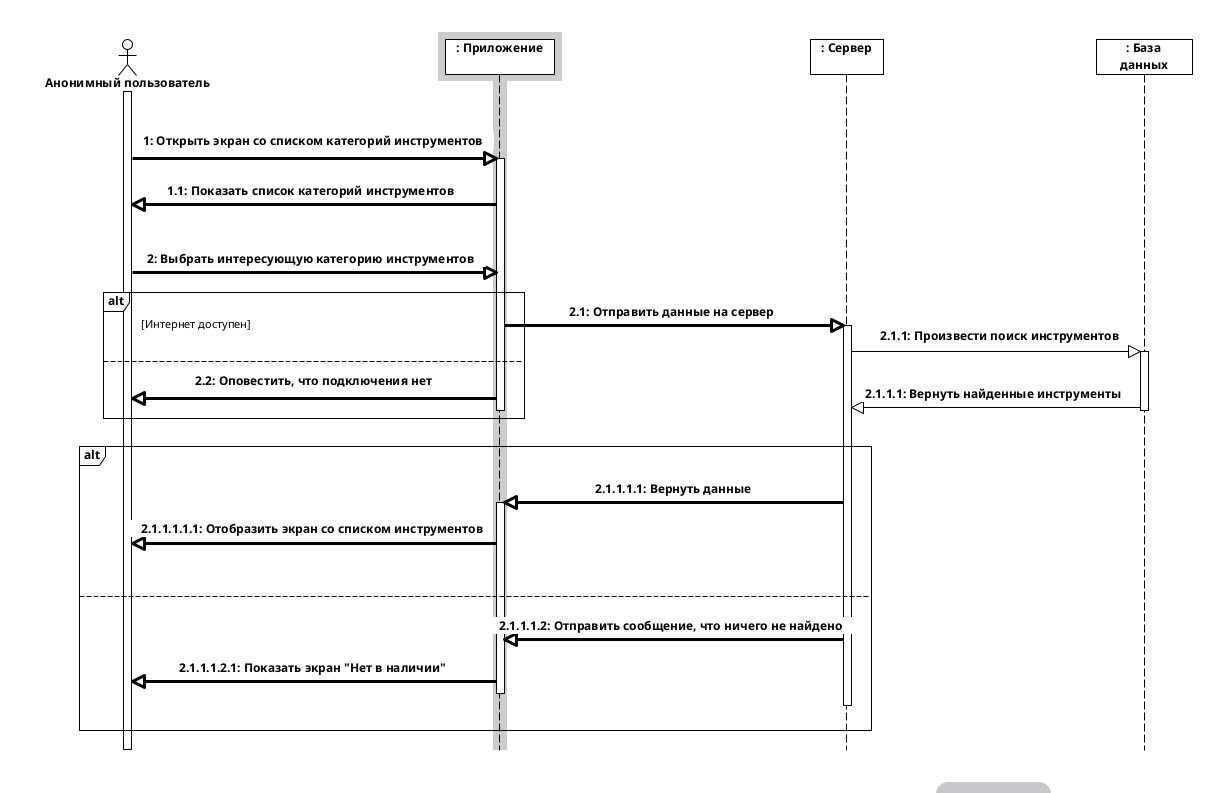 : Приложение
: Сервер
: База
данных
Анонимный пользователь
1: Открыть экран со списком категорий инструментов
1.1: Показать список категорий инструментов
2: Выбрать интересующую категорию инструментов
alt
[Интернет доступен]
2.1: Отправить данные на сервер
2.1.1: Произвести поиск инструментов
2.2: Оповестить, что подключения нет
2.1.1.1: Вернуть найденные инструменты
alt
2.1.1.1.1: Вернуть данные
2.1.1.1.1.1: Отобразить экран со списком инструментов
2.1.1.1.2: Отправить сообщение, что ничего не найдено
2.1.1.1.2.1: Показать экран "Нет в наличии"